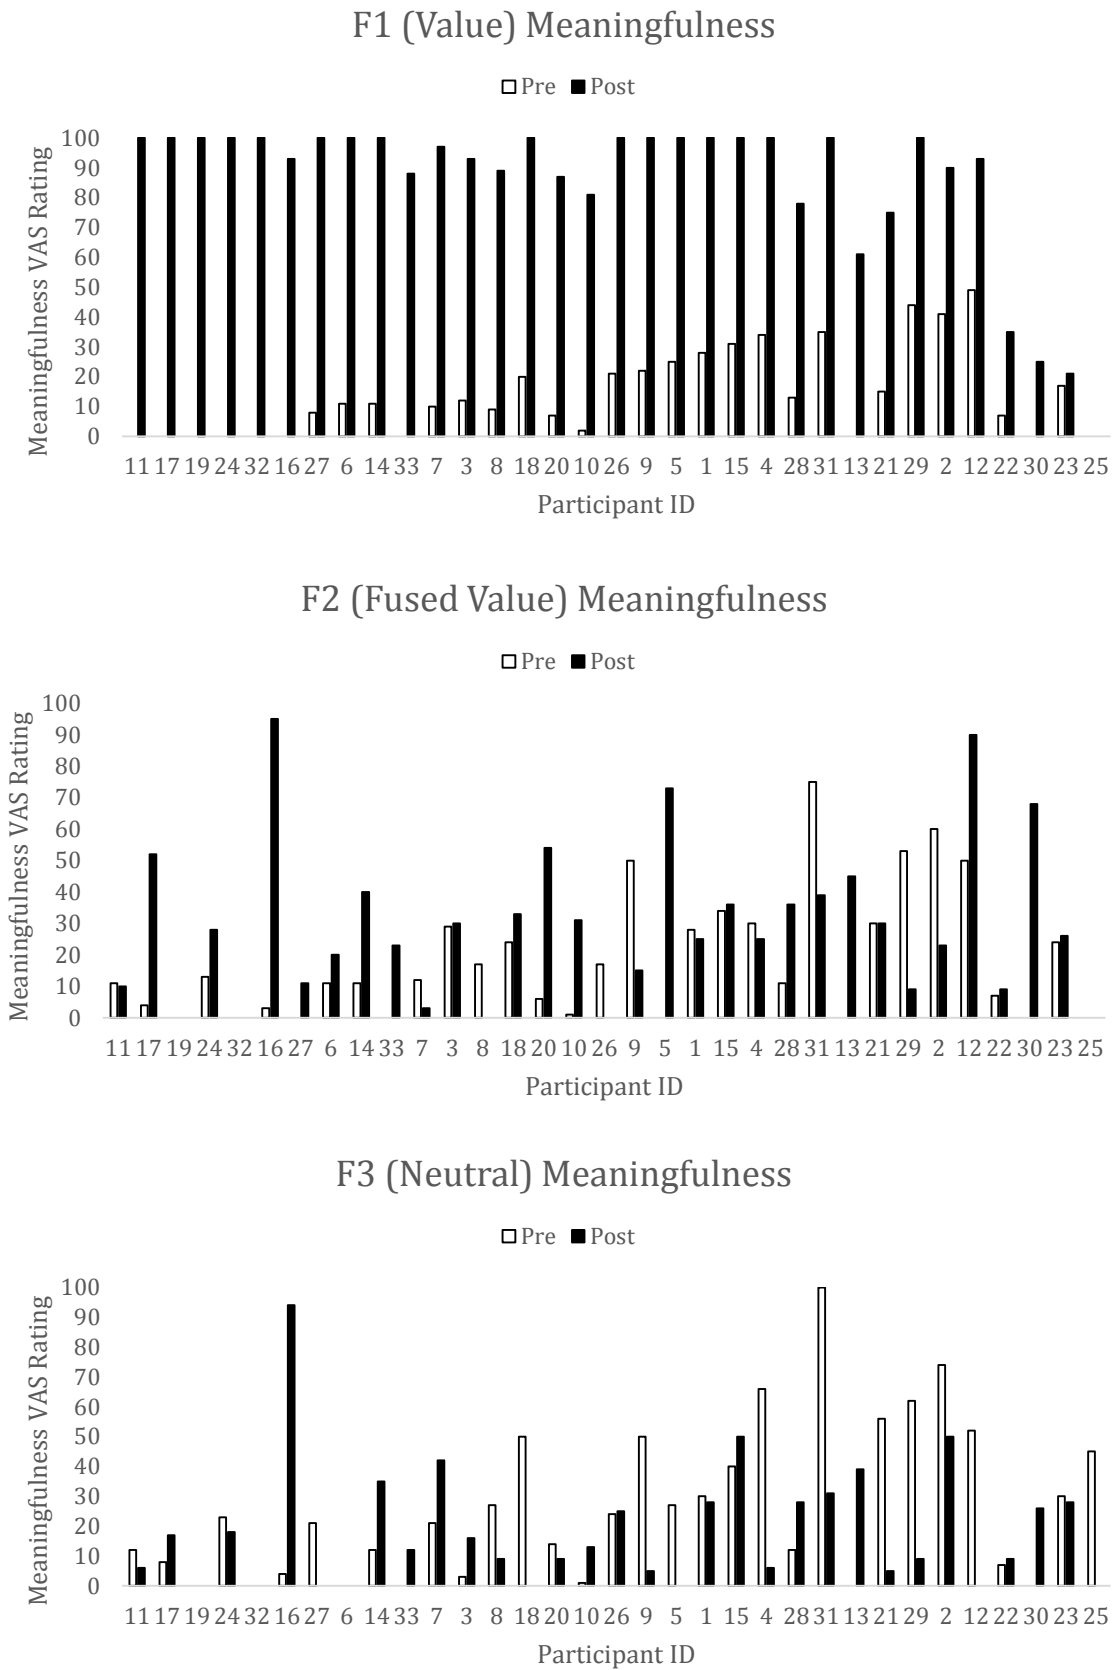 F1 (Value) Meaningfulness
Pre Post
Meaningfulness VAS Rating
100
90
80
70
60
50
40
30
20
10
0
11 17 19 24 32 16 27 6 14 33 7 3 8 18 20 10 26 9 5 1 15 4 28 31 13 21 29 2 12 22 30 23 25
Participant ID
F2 (Fused Value) Meaningfulness
Pre Post
Meaningfulness VAS Rating
100
90
80
70
60
50
40
30
20
10
0
11 17 19 24 32 16 27 6 14 33 7 3 8 18 20 10 26 9 5 1 15 4 28 31 13 21 29 2 12 22 30 23 25
Participant ID
F3 (Neutral) Meaningfulness
Pre Post
Meaningfulness VAS Rating
100
90
80
70
60
50
40
30
20
10
0
11 17 19 24 32 16 27 6 14 33 7 3 8 18 20 10 26 9 5 1 15 4 28 31 13 21 29 2 12 22 30 23 25
Participant ID